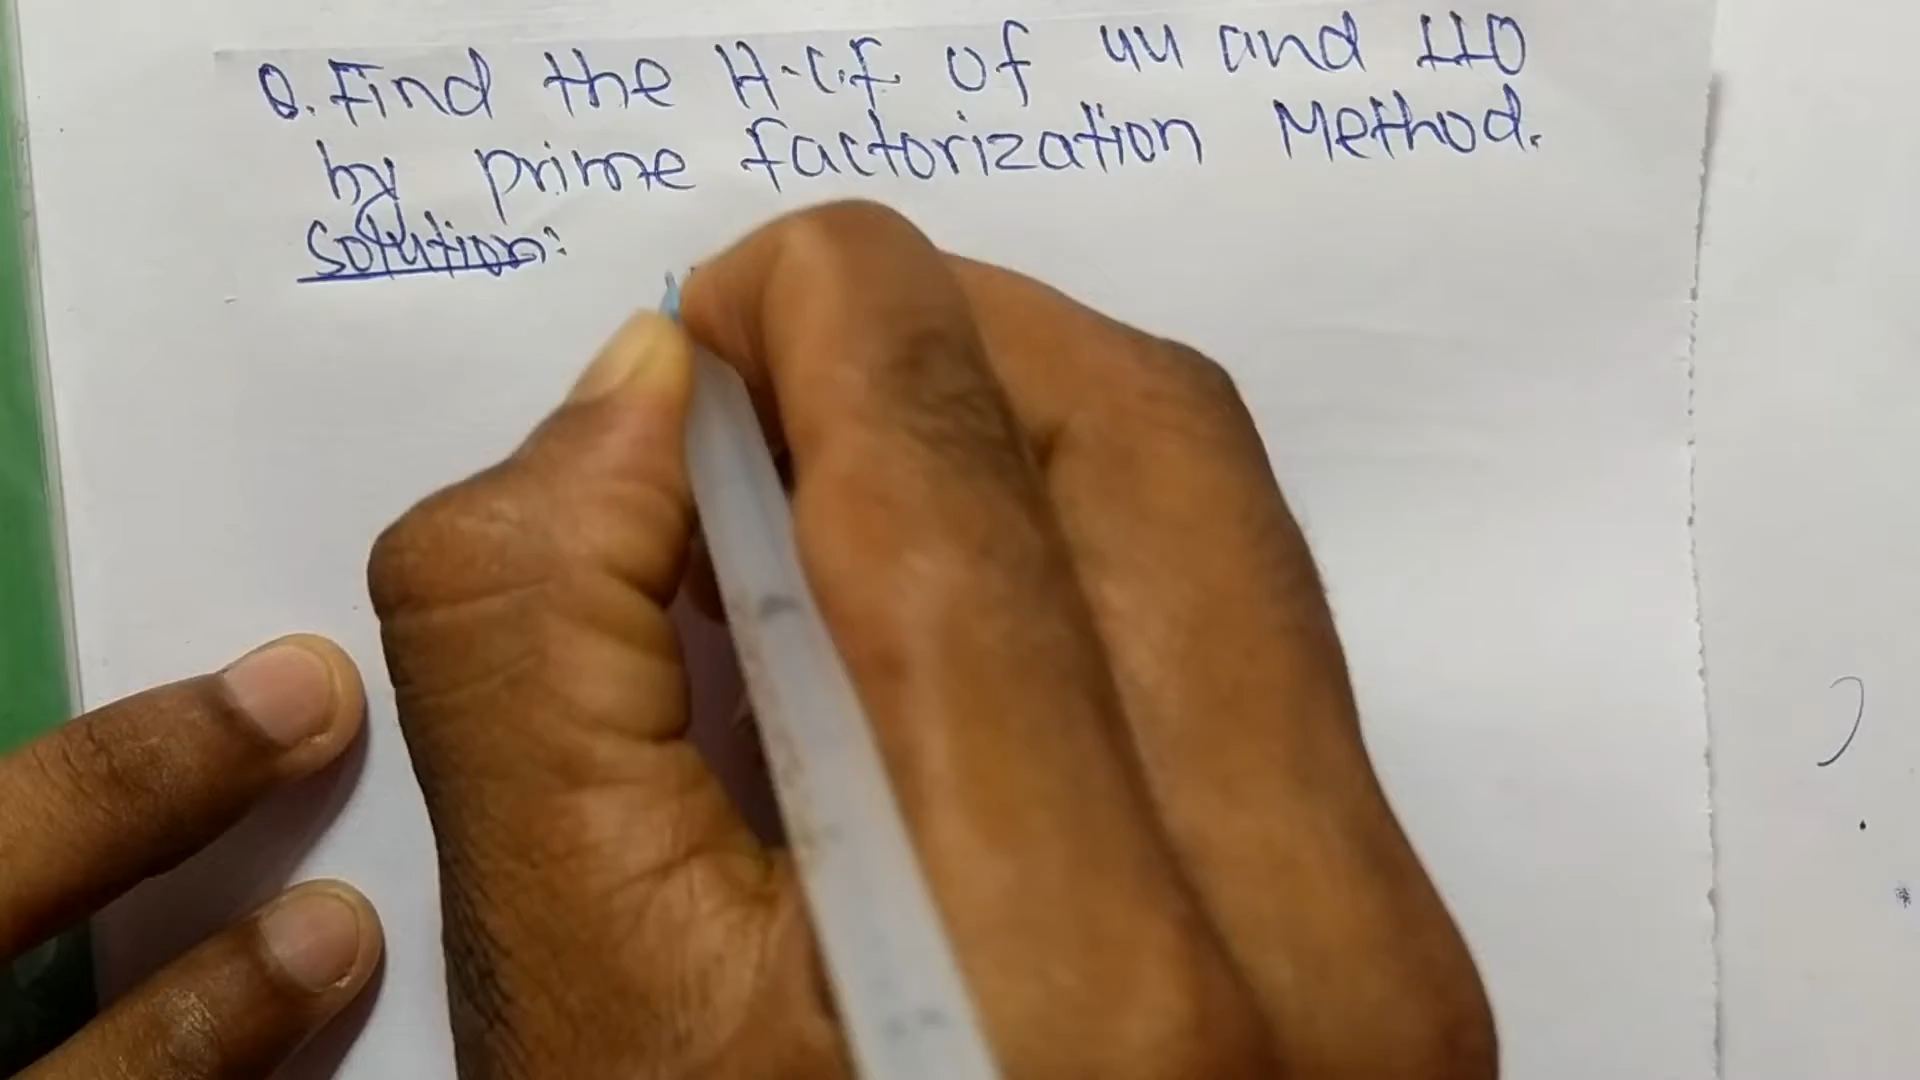 Q. Find the H.C.F. of 44 and 110
by prime factorization Method.
Solution: